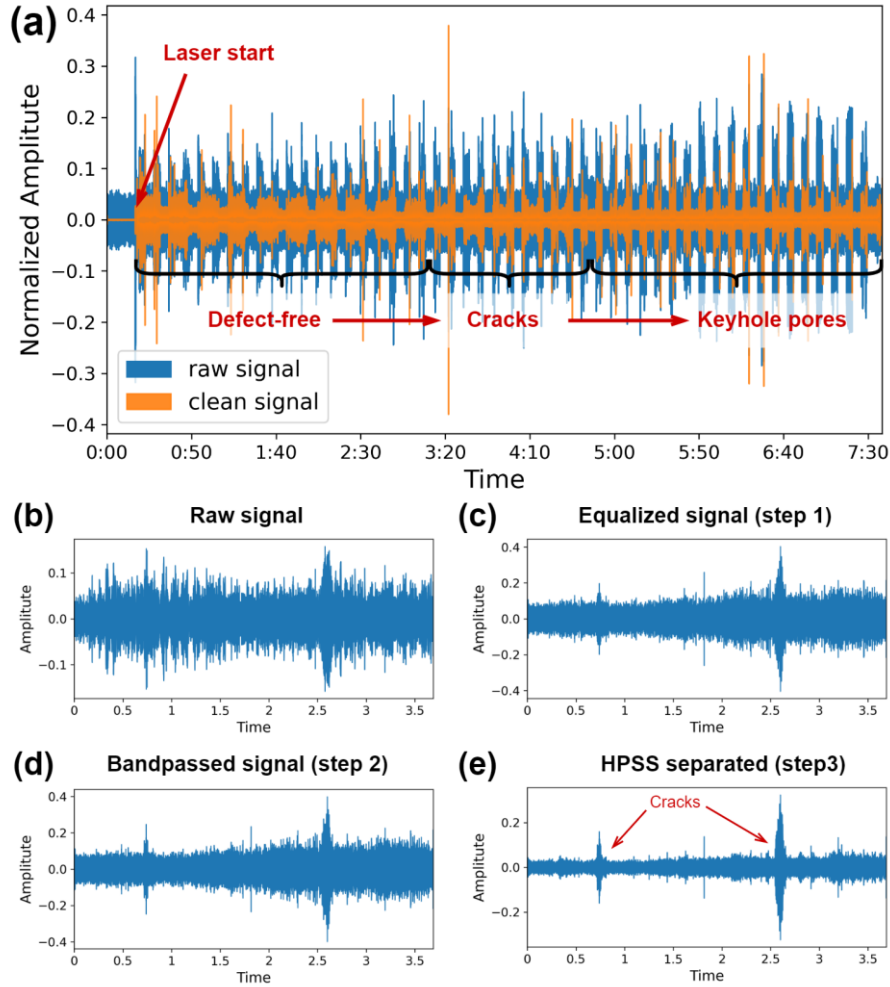 (a)
0.4
0.3
0.2
0.1
0.0
−0.1
−0.2
−0.3
−0.4
Normalized Amplitude
Laser start
Defect-free
Cracks
Keyhole pores
raw signal
clean signal
0:00 0:50 1:40 2:30 3:20 4:10 5:00 5:50 6:40 7:30
Time
(b) Raw signal
0.1
0.0
−0.1
Amplitude
0 0.5 1 1.5 2 2.5 3 3.5
Time
(c) Equalized signal (step 1)
0.4
0.2
0.0
−0.2
−0.4
Amplitude
0 0.5 1 1.5 2 2.5 3 3.5
Time
(d) Bandpassed signal (step 2)
0.4
0.2
0.0
−0.2
−0.4
Amplitude
0 0.5 1 1.5 2 2.5 3 3.5
Time
(e) HPSS separated (step3)
Cracks
0.2
0.0
−0.2
Amplitude
0 0.5 1 1.5 2 2.5 3 3.5
Time